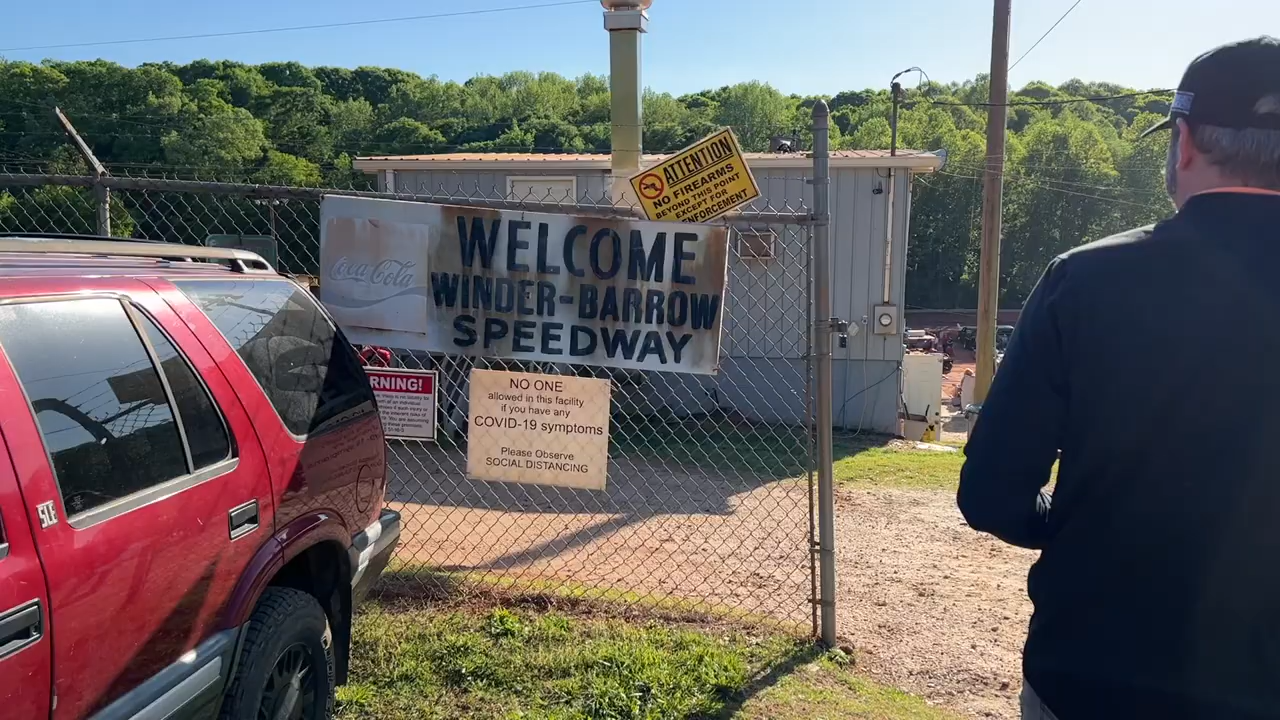 ATTENTION
NO FIREARMS
BEYOND THIS POINT
EXCEPT FOR
ENFORCEMENT
Coca-Cola
WELCOME
WINDER-BARROW
SPEEDWAY
RNING!
NO ONE
allowed in this facility
if you have any
COVID-19 symptoms
Please Observe
SOCIAL DISTANCING
SLE